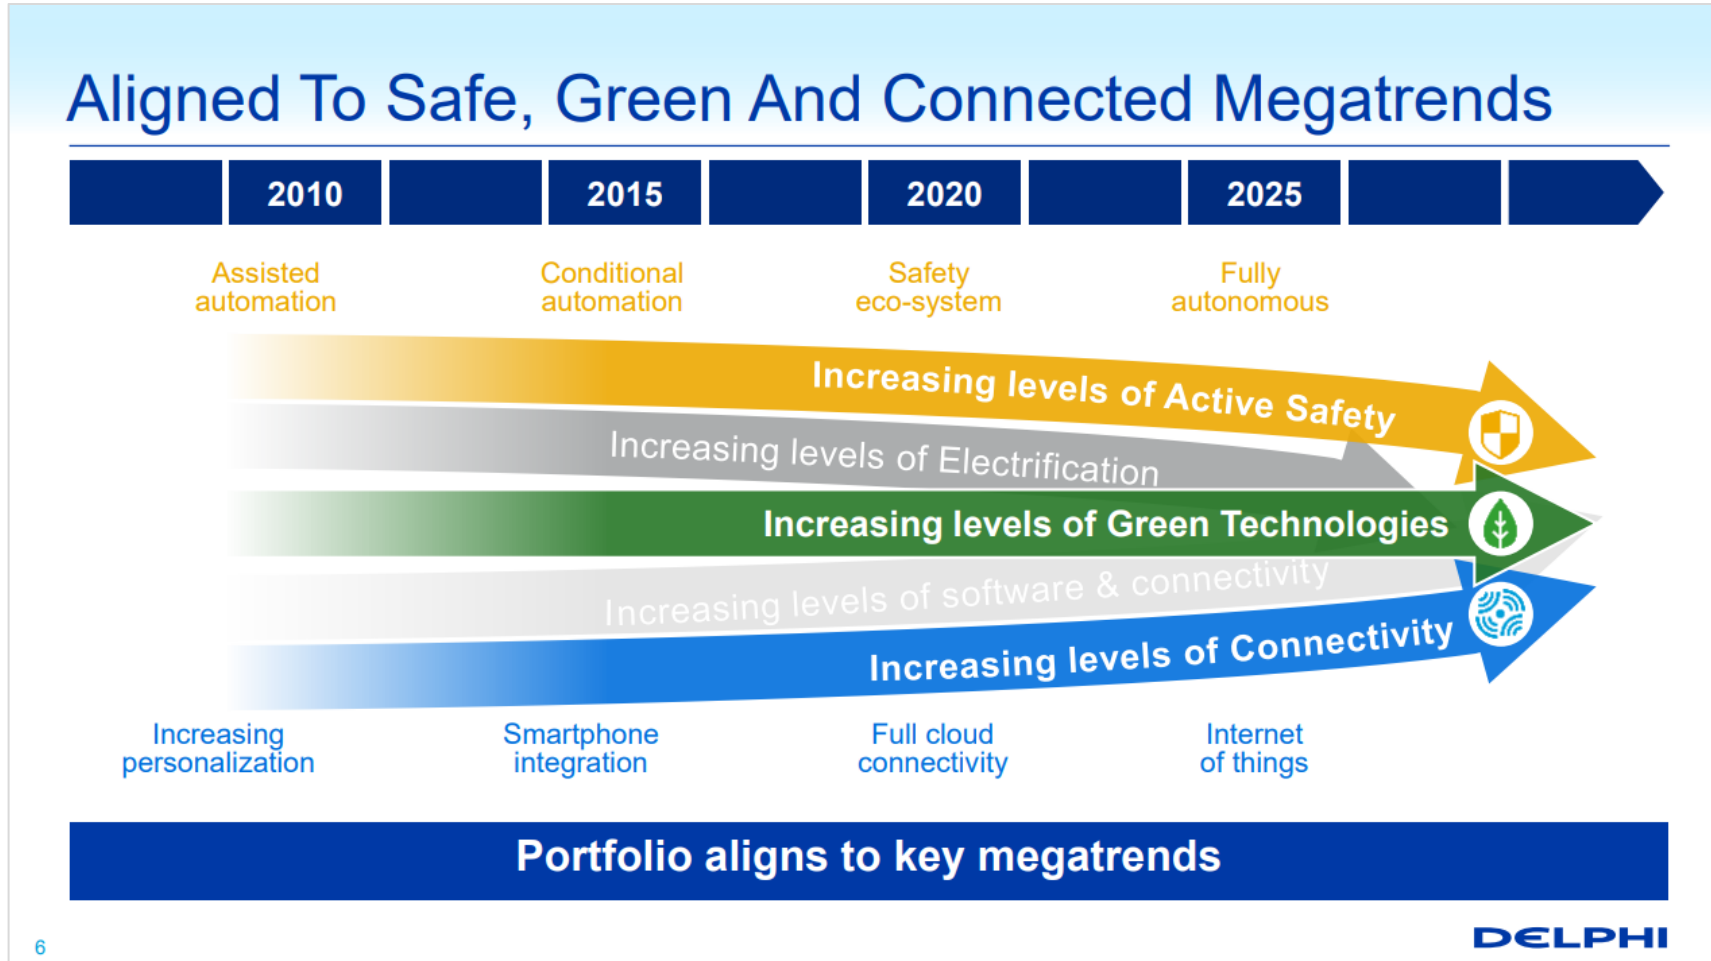 Aligned To Safe, Green And Connected Megatrends
2010
2015
2020
2025
Assisted
automation
Conditional
automation
Safety
eco-system
Fully
autonomous
Increasing levels of Active Safety
Increasing levels of Electrification
Increasing levels of Green Technologies
Increasing levels of software & connectivity
Increasing levels of Connectivity
Increasing
personalization
Smartphone
integration
Full cloud
connectivity
Internet
of things
Portfolio aligns to key megatrends
6
DELPHI